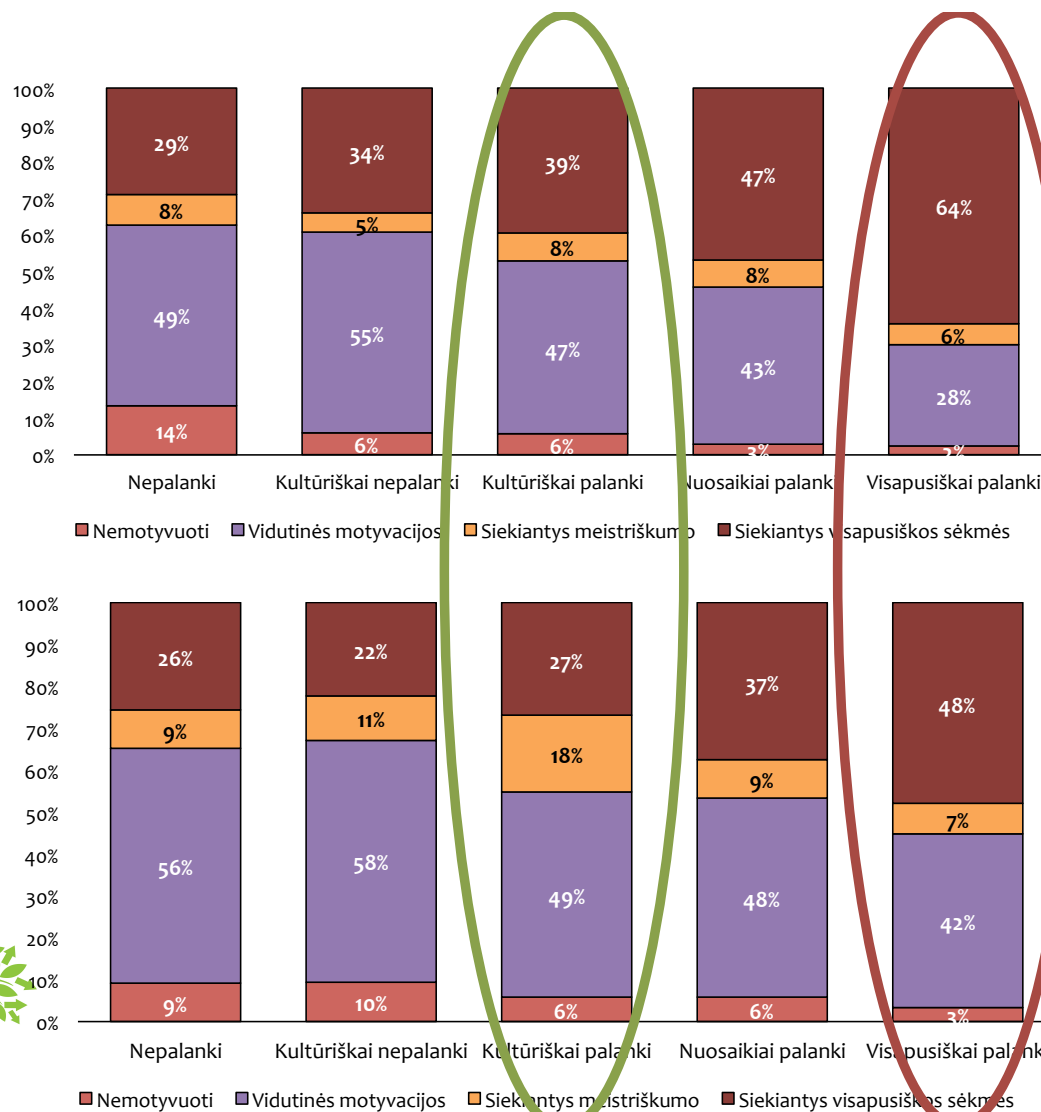 100%
90%
80%
70%
60%
50%
40%
30%
20%
10%
0%
29% 34% 39% 47% 64%
8% 5% 8% 8% 6%
49% 55% 47% 43% 28%
14% 6% 6% 3% 2%
Nepalanki Kultūriškai nepalanki Kultūriškai palanki Nuosaikiai palanki Visapusiškai palanki
Nemotyvuoti Vidutinės motyvacijos Siekiantys meistriškumo Siekiantys visapusiškos sėkmės
100%
90%
80%
70%
60%
50%
40%
30%
20%
10%
0%
26% 22% 27% 37% 48%
9% 11% 18% 9% 7%
56% 58% 49% 48% 42%
9% 10% 6% 6% 3%
Nepalanki Kultūriškai nepalanki Kultūriškai palanki Nuosaikiai palanki Visapusiškai palank
Nemotyvuoti Vidutinės motyvacijos Siekiantys meistriškumo Siekiantys visapusiškos sėkmės